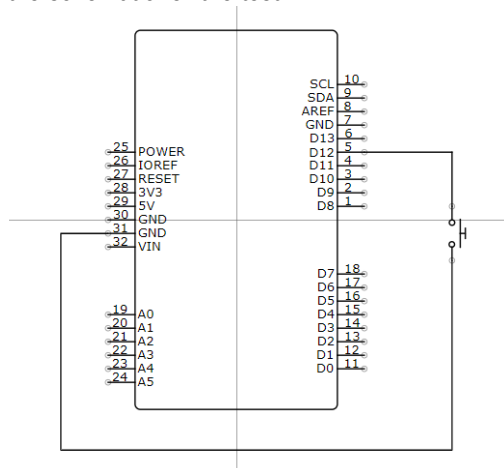 SCL 10
SDA 9
AREF 8
GND 7
D13 6
D12 5
D11 4
D10 3
D9 2
D8 1
25 POWER
26 IOREF
27 RESET
28 3V3
29 5V
30 GND
31 GND
32 VIN
D7 18
D6 17
D5 16
D4 15
D3 14
D2 13
D1 12
D0 11
19 A0
20 A1
21 A2
22 A3
23 A4
24 A5